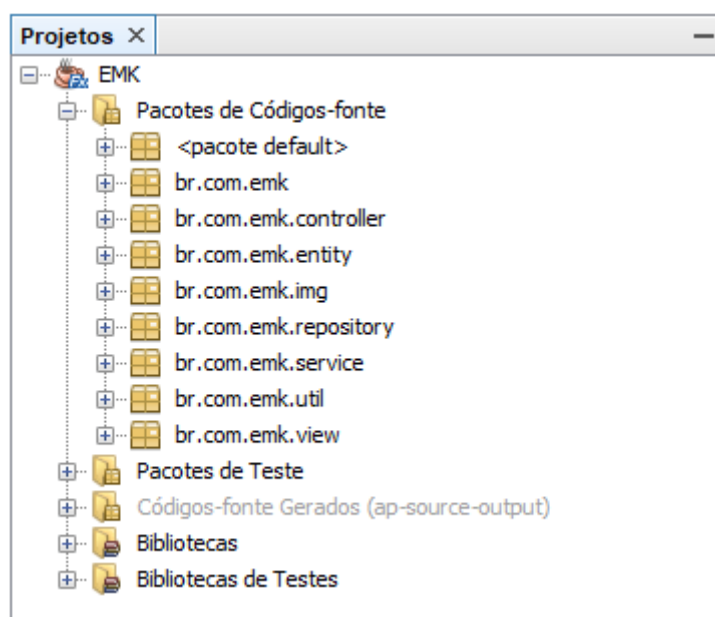 Projetos
EMK
Pacotes de Códigos-fonte
<pacote default>
br.com.emk
br.com.emk.controller
br.com.emk.entity
br.com.emk.img
br.com.emk.repository
br.com.emk.service
br.com.emk.util
br.com.emk.view
Pacotes de Teste
Códigos-fonte Gerados (ap-source-output)
Bibliotecas
Bibliotecas de Testes